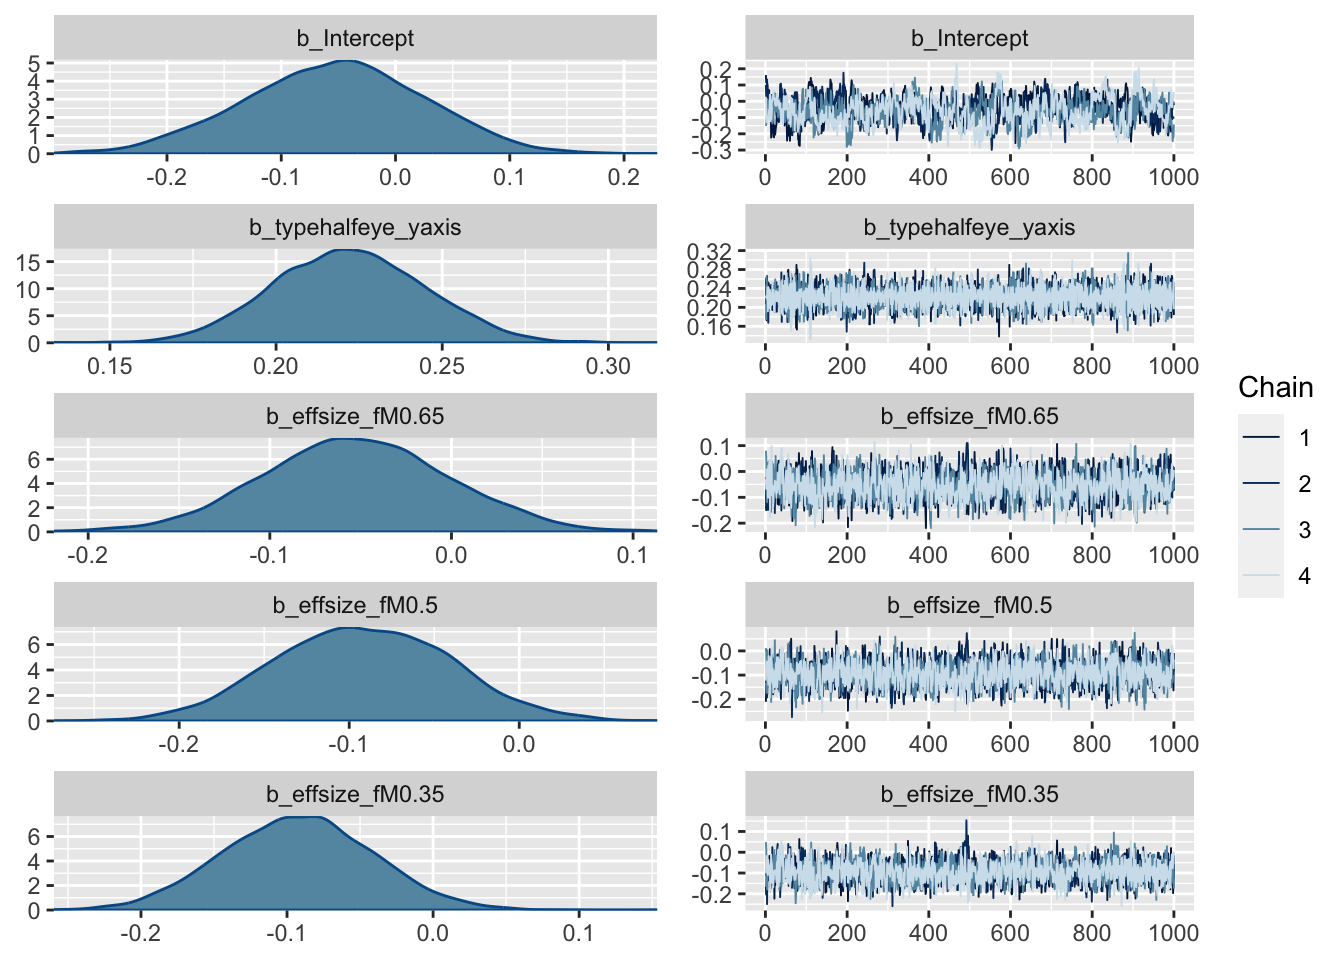 b_Intercept
5
4
3
2
1
0
-0.2 -0.1 0.0 0.1 0.2
b_Intercept
0.2
0.1
0.0
-0.1
-0.2
-0.3
0 200 400 600 800 1000
b_typehalfeye_yaxis
15
10
5
0
0.15 0.20 0.25 0.30
b_typehalfeye_yaxis
0.32
0.28
0.24
0.20
0.16
0 200 400 600 800 1000
b_effsize_fM0.65
6
4
2
0
-0.2 -0.1 0.0 0.1
b_effsize_fM0.65
0.1
0.0
-0.1
-0.2
0 200 400 600 800 1000
b_effsize_fM0.5
6
4
2
0
-0.2 -0.1 0.0
b_effsize_fM0.5
0.0
-0.1
-0.2
0 200 400 600 800 1000
b_effsize_fM0.35
6
4
2
0
-0.2 -0.1 0.0 0.1
b_effsize_fM0.35
0.1
0.0
-0.1
-0.2
0 200 400 600 800 1000
Chain
1
2
3
4